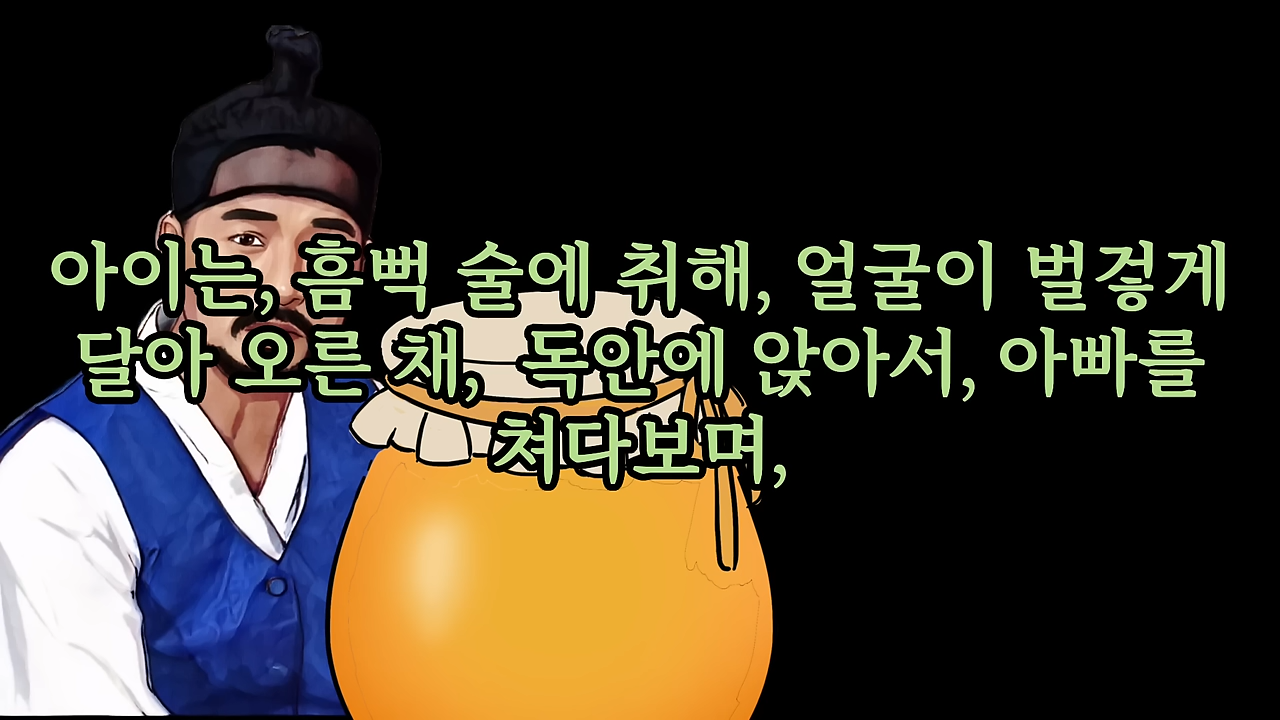 아이는, 흠뻑 술에 취해, 얼굴이 벌겋게
달아 오른 채,  독안에 앉아서, 아빠를
쳐다보며,